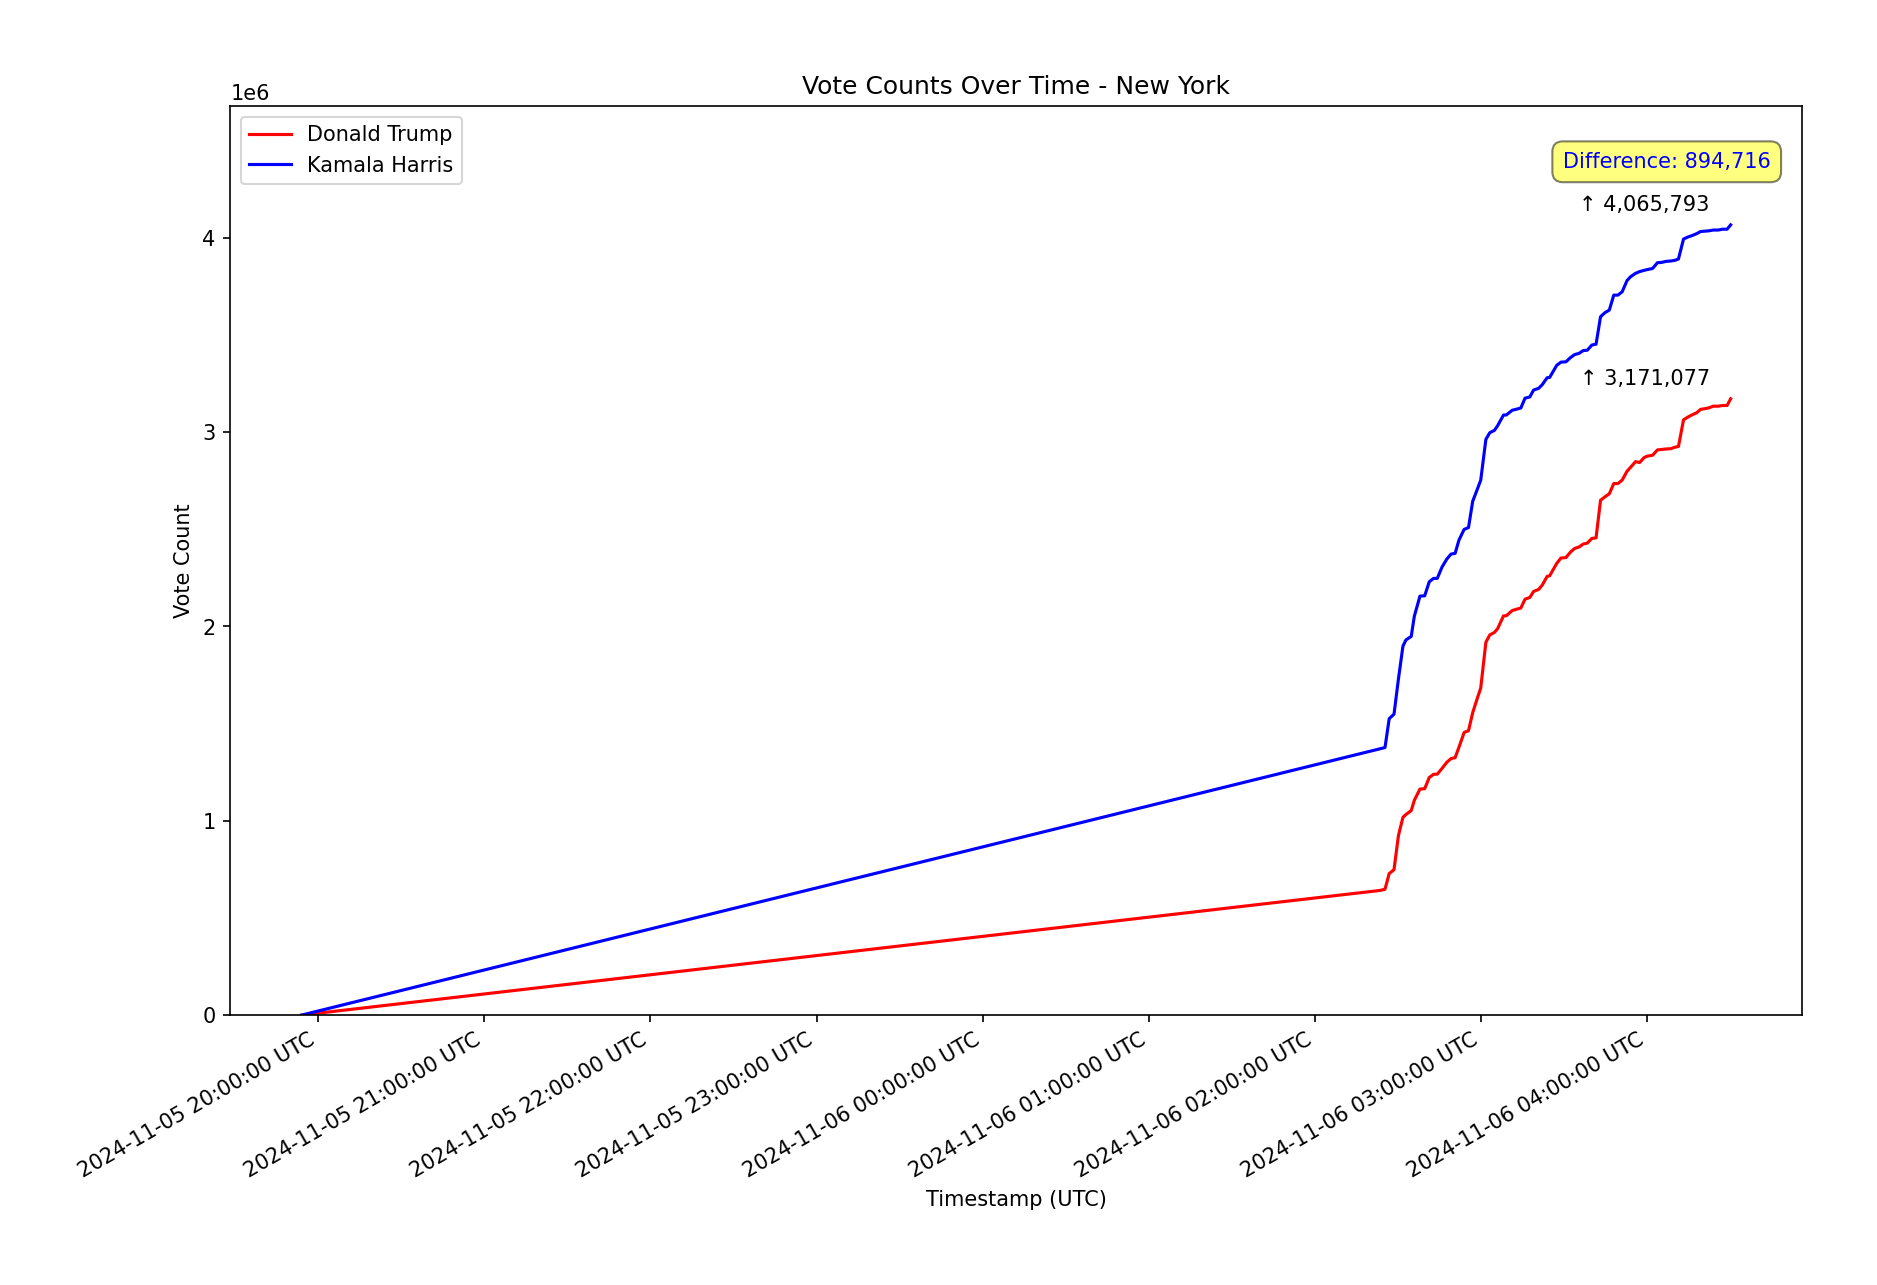 Vote Counts Over Time - New York
1e6
Donald Trump
Kamala Harris
Difference: 894,716
↑ 4,065,793
↑ 3,171,077
4
3
2
1
0
Vote Count
2024-11-05 20:00:00 UTC
2024-11-05 21:00:00 UTC
2024-11-05 22:00:00 UTC
2024-11-05 23:00:00 UTC
2024-11-06 00:00:00 UTC
2024-11-06 01:00:00 UTC
2024-11-06 02:00:00 UTC
2024-11-06 03:00:00 UTC
2024-11-06 04:00:00 UTC
Timestamp (UTC)